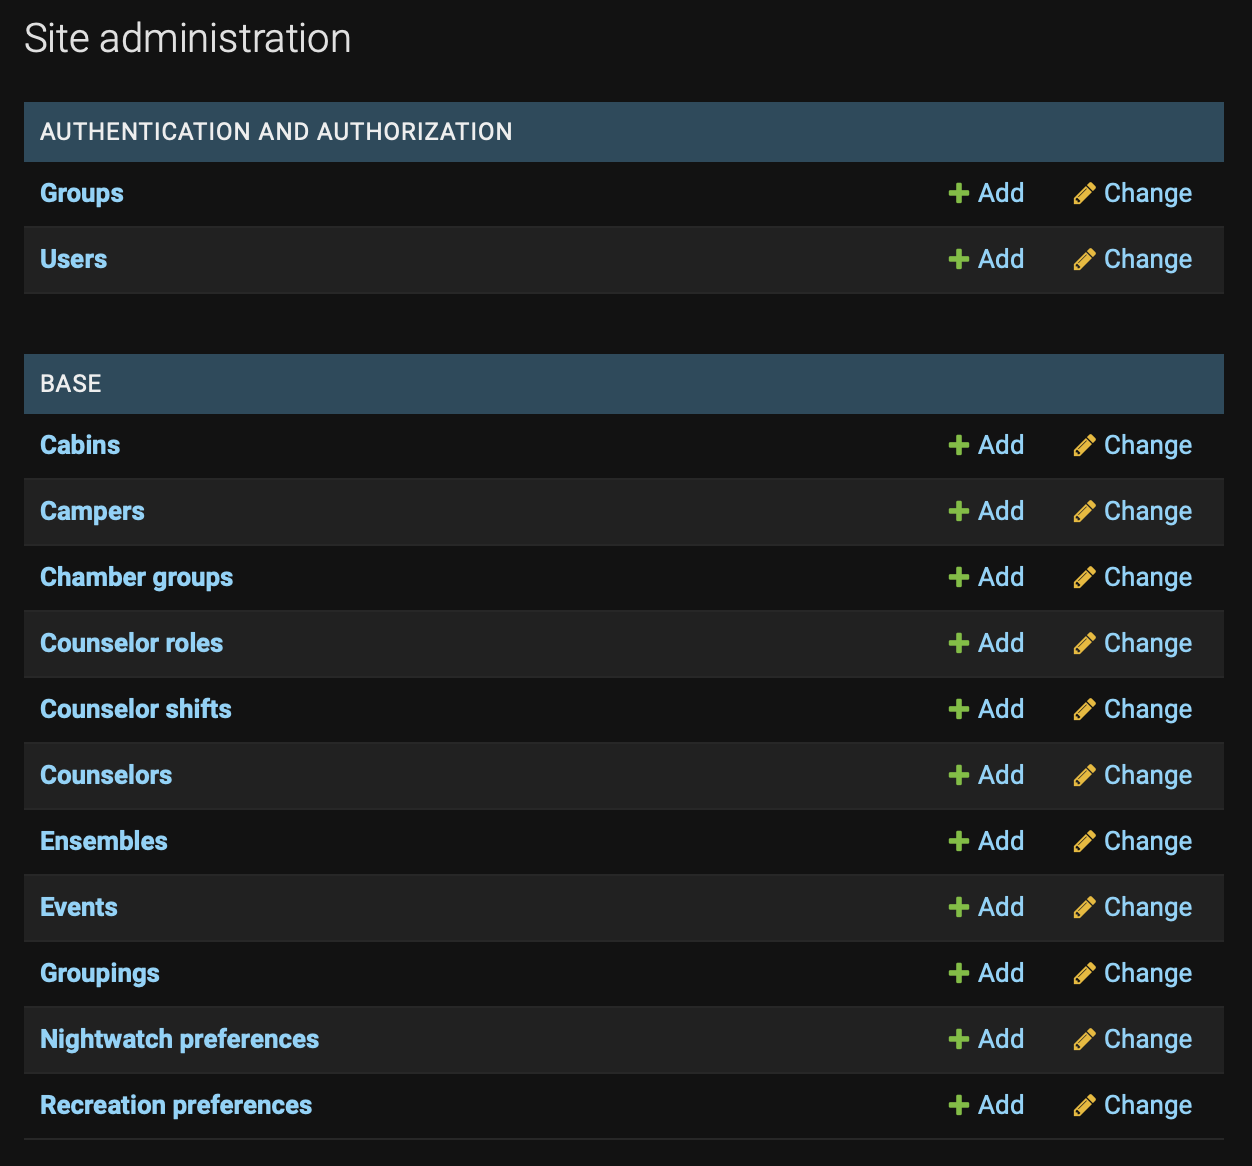 Site administration
AUTHENTICATION AND AUTHORIZATION
Groups Add Change
Users Add Change
BASE
Cabins Add Change
Campers Add Change
Chamber groups Add Change
Counselor roles Add Change
Counselor shifts Add Change
Counselors Add Change
Ensembles Add Change
Events Add Change
Groupings Add Change
Nightwatch preferences Add Change
Recreation preferences Add Change